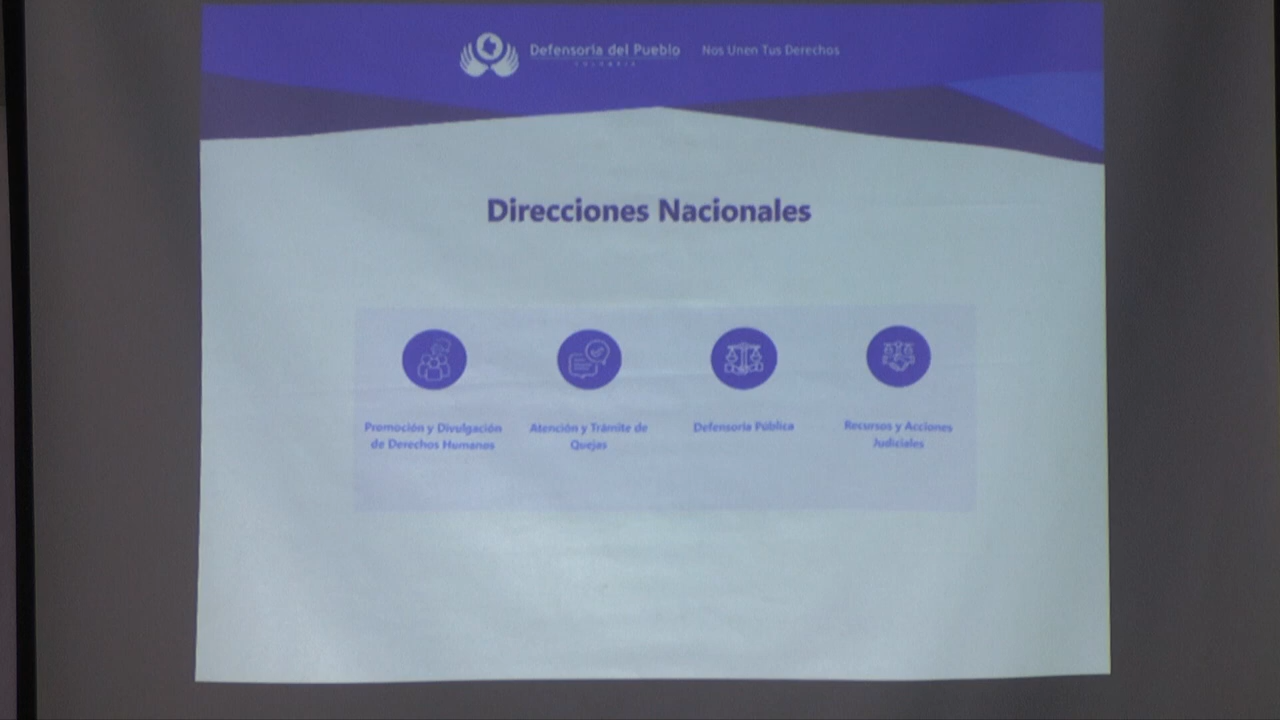 Defensoría del Pueblo Nos Unen Tus Derechos
COLOMBIA
Direcciones Nacionales
Promoción y Divulgación
de Derechos Humanos
Atención y Trámite de
Quejas
Defensoría Pública
Recursos y Acciones
Judiciales